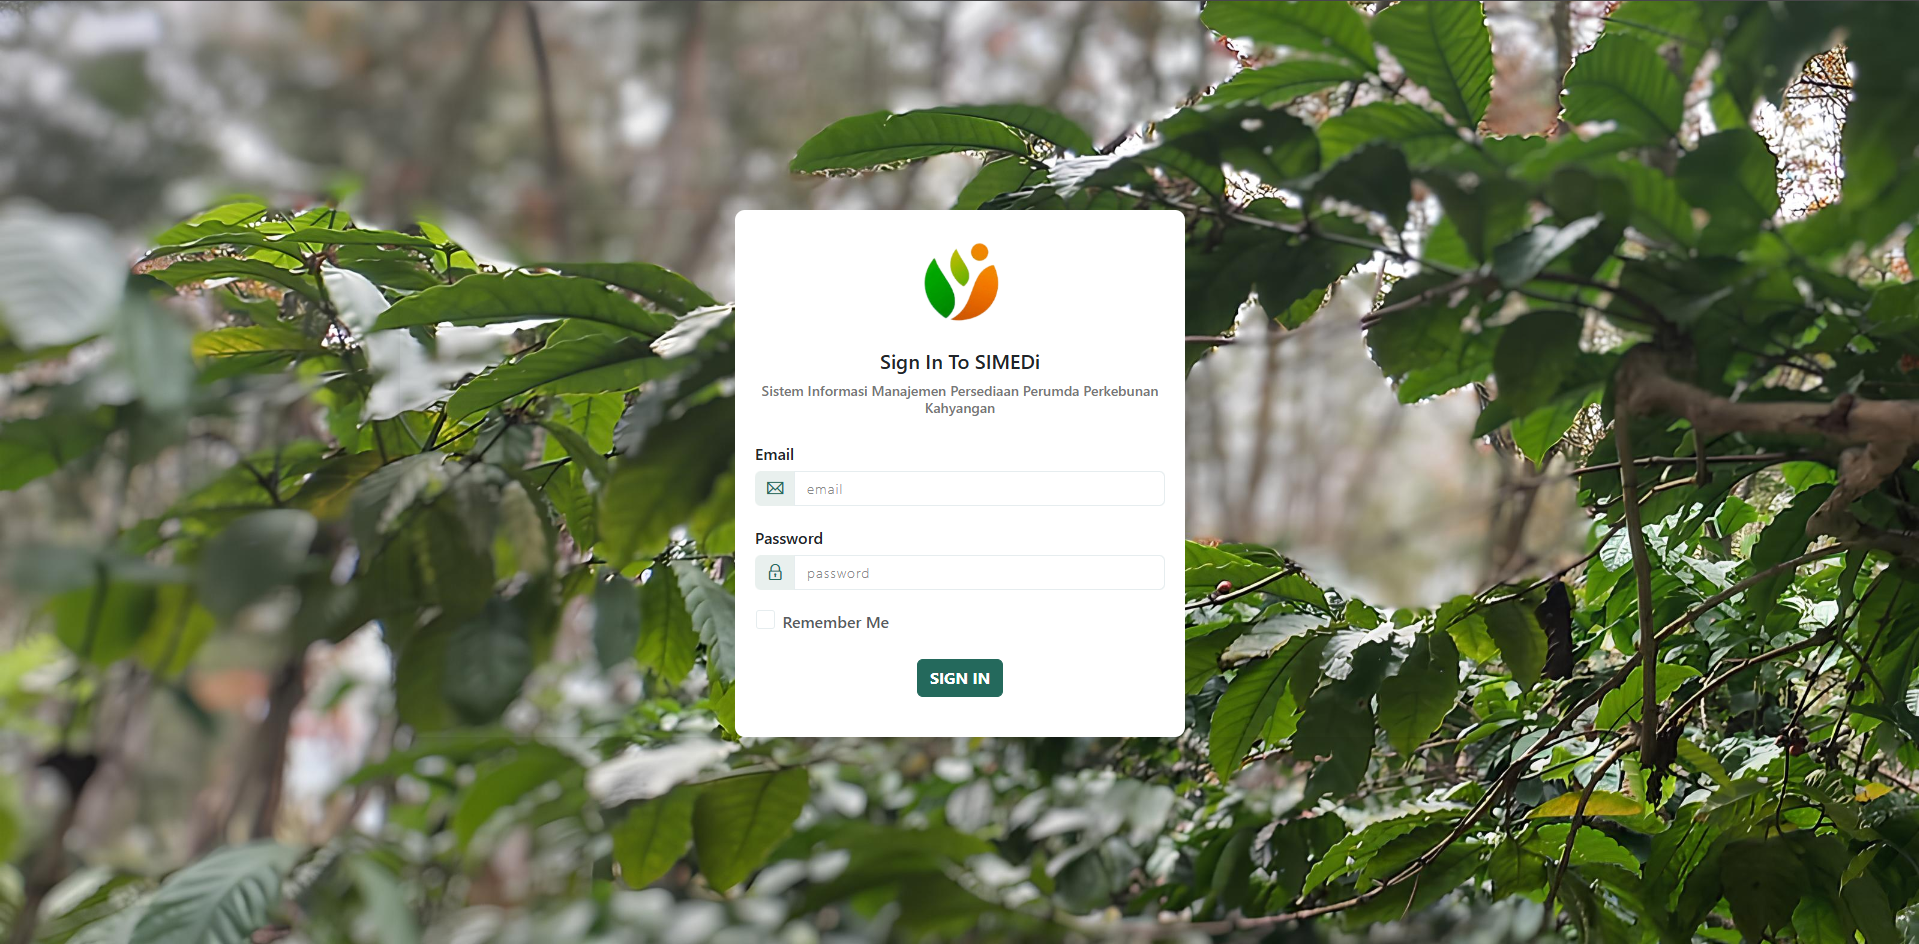 Sign In To SIMEDi
Sistem Informasi Manajemen Persediaan Perumda Perkebunan
Kahyangan
Email
email
Password
password
Remember Me
SIGN IN